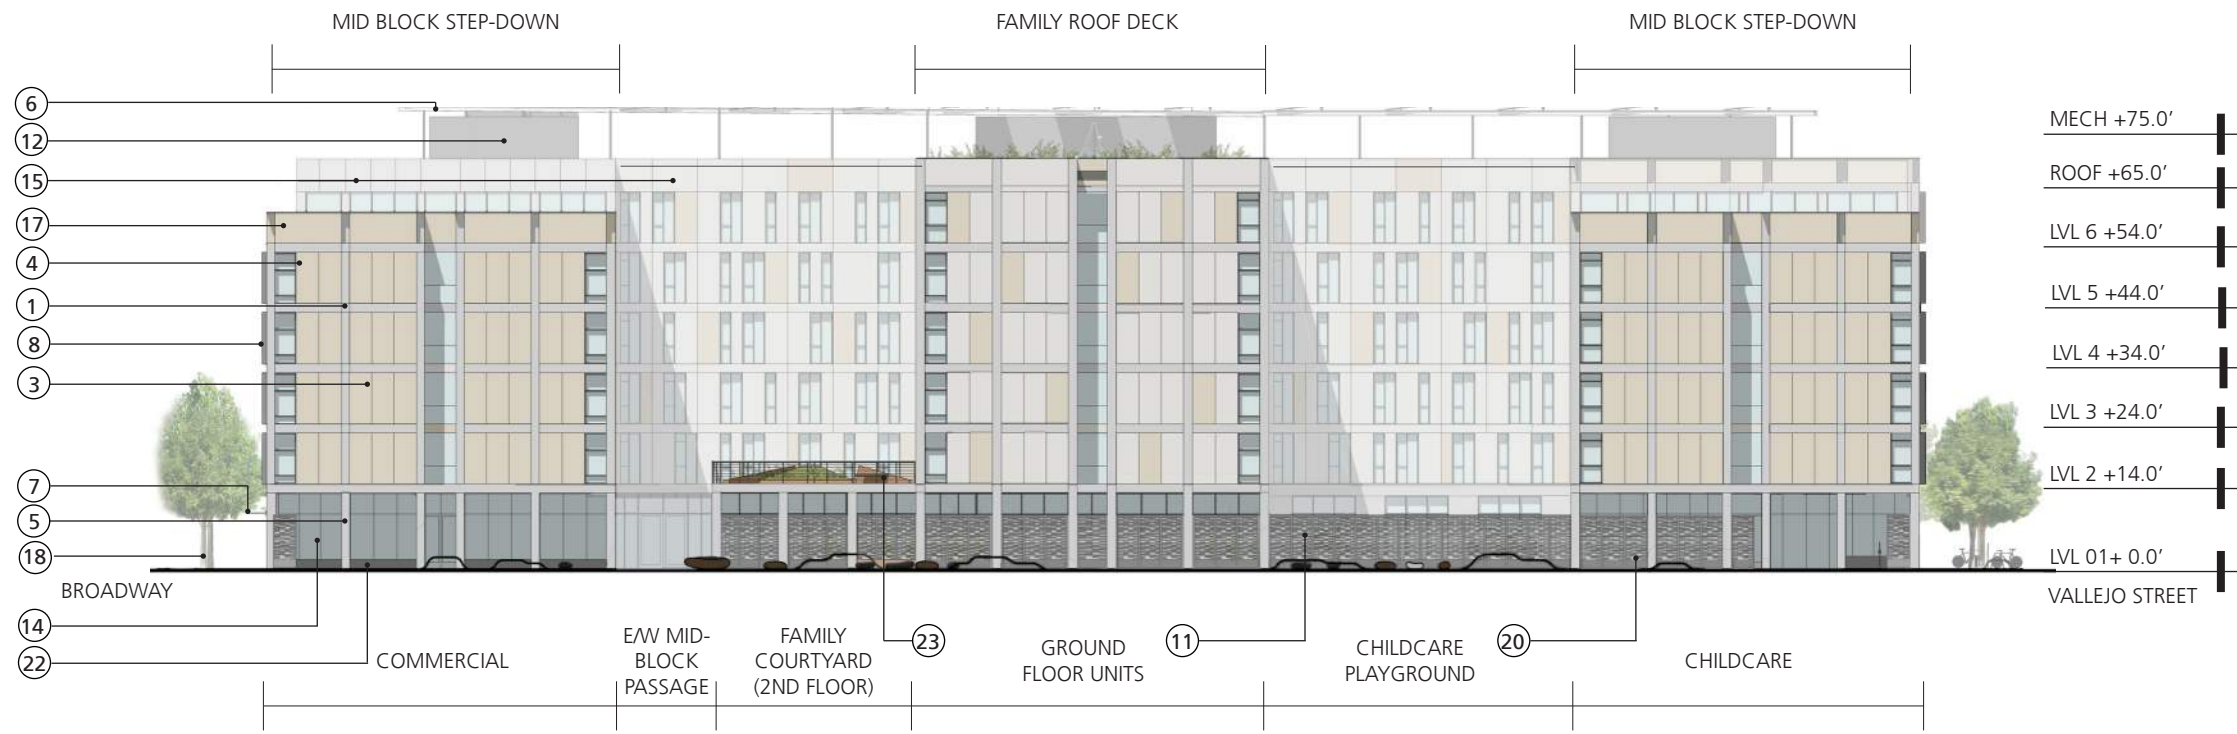 MID BLOCK STEP-DOWN
FAMILY ROOF DECK
MID BLOCK STEP-DOWN
6
12
15
17
4
1
8
3
7
5
18
BROADWAY
14
22
MECH +75.0’
ROOF +65.0’
LVL 6 +54.0’
LVL 5 +44.0’
LVL 4 +34.0’
LVL 3 +24.0’
LVL 2 +14.0’
LVL 01+ 0.0’
VALLEJO STREET
COMMERCIAL
E/W MID-
BLOCK
PASSAGE
FAMILY
COURTYARD
(2ND FLOOR)
23
GROUND
FLOOR UNITS
11
CHILDCARE
PLAYGROUND
20
CHILDCARE